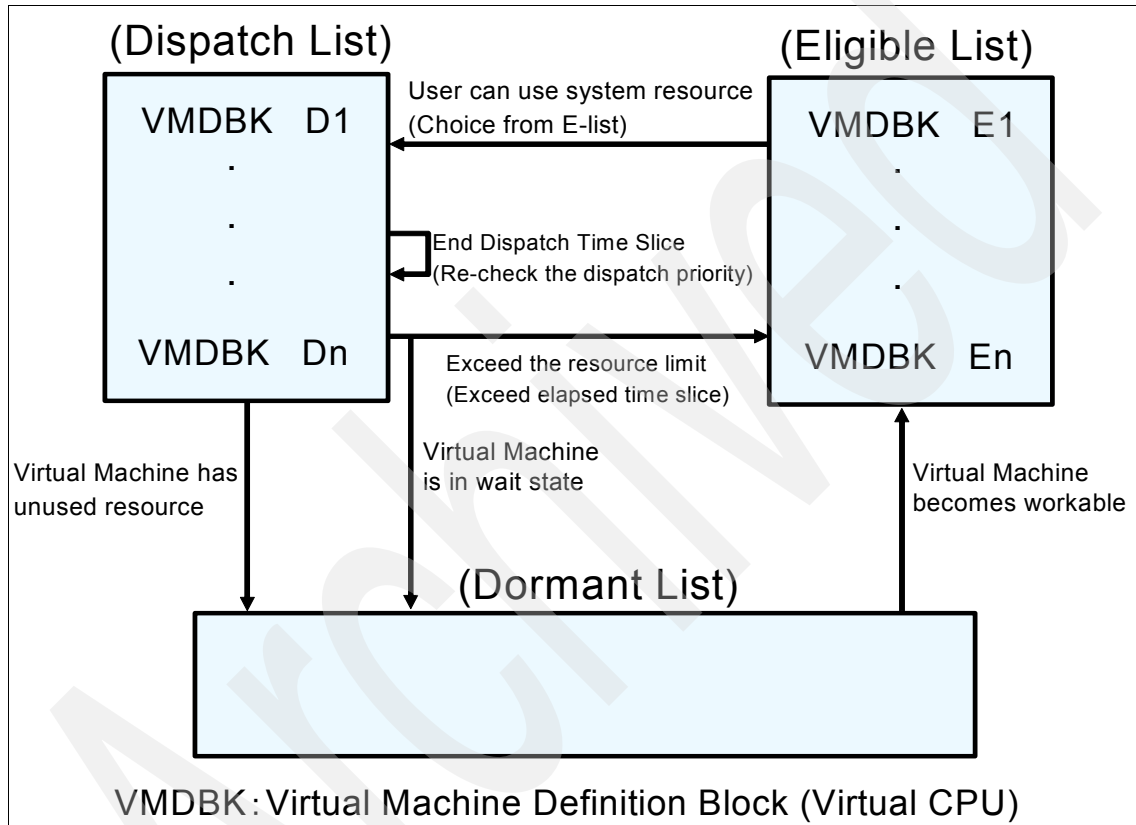 (Dispatch List)
(Eligible List)
VMDBK D1
.
.
.
VMDBK Dn
User can use system resource
(Choice from E-list)
End Dispatch Time Slice
(Re-check the dispatch priority)
Exceed the resource limit
(Exceed elapsed time slice)
VMDBK E1
.
.
.
VMDBK En
Virtual Machine has
unused resource
Virtual Machine
is in wait state
Virtual Machine
becomes workable
(Dormant List)
VMDBK: Virtual Machine Definition Block (Virtual CPU)
Archived